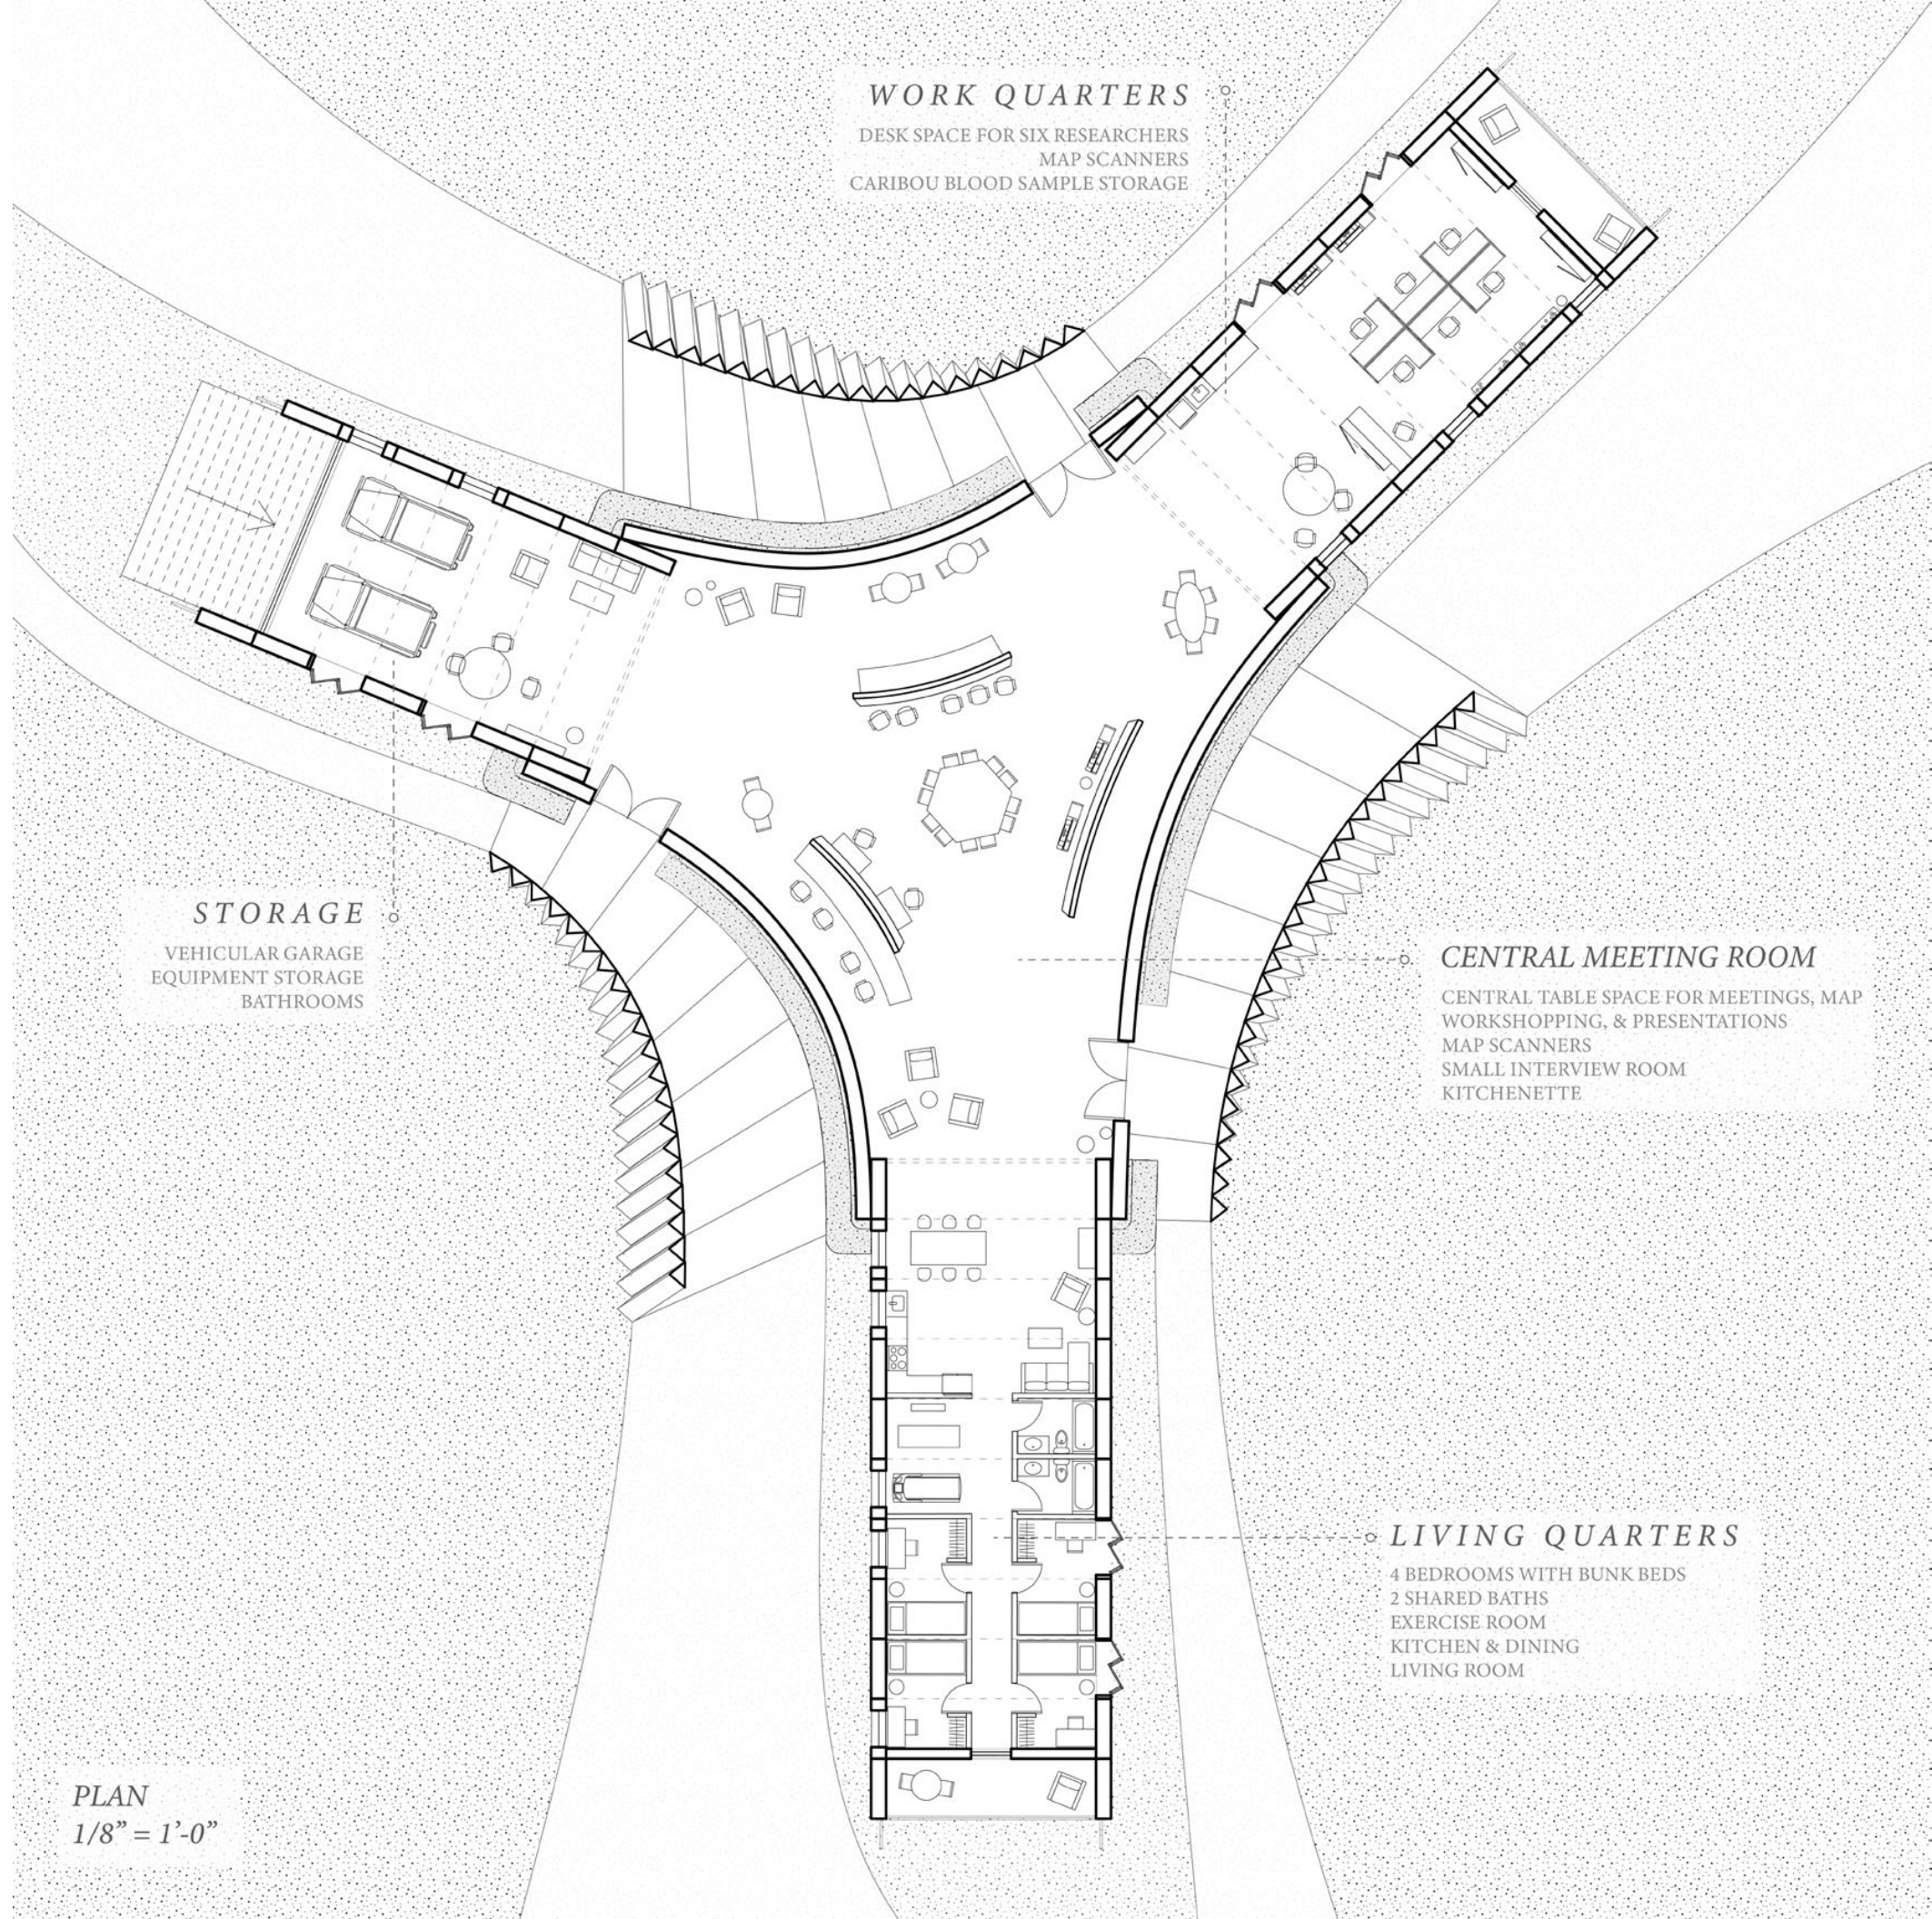 WORK QUARTERS
DESK SPACE FOR SIX RESEARCHERS
MAP SCANNERS
CARIBOU BLOOD SAMPLE STORAGE
STORAGE
VEHICULAR GARAGE
EQUIPMENT STORAGE
BATHROOMS
CENTRAL MEETING ROOM
CENTRAL TABLE SPACE FOR MEETINGS, MAP
WORKSHOPPING, & PRESENTATIONS
MAP SCANNERS
SMALL INTERVIEW ROOM
KITCHENETTE
LIVING QUARTERS
4 BEDROOMS WITH BUNK BEDS
2 SHARED BATHS
EXERCISE ROOM
KITCHEN & DINING
LIVING ROOM
PLAN
1/8” = 1’-0”